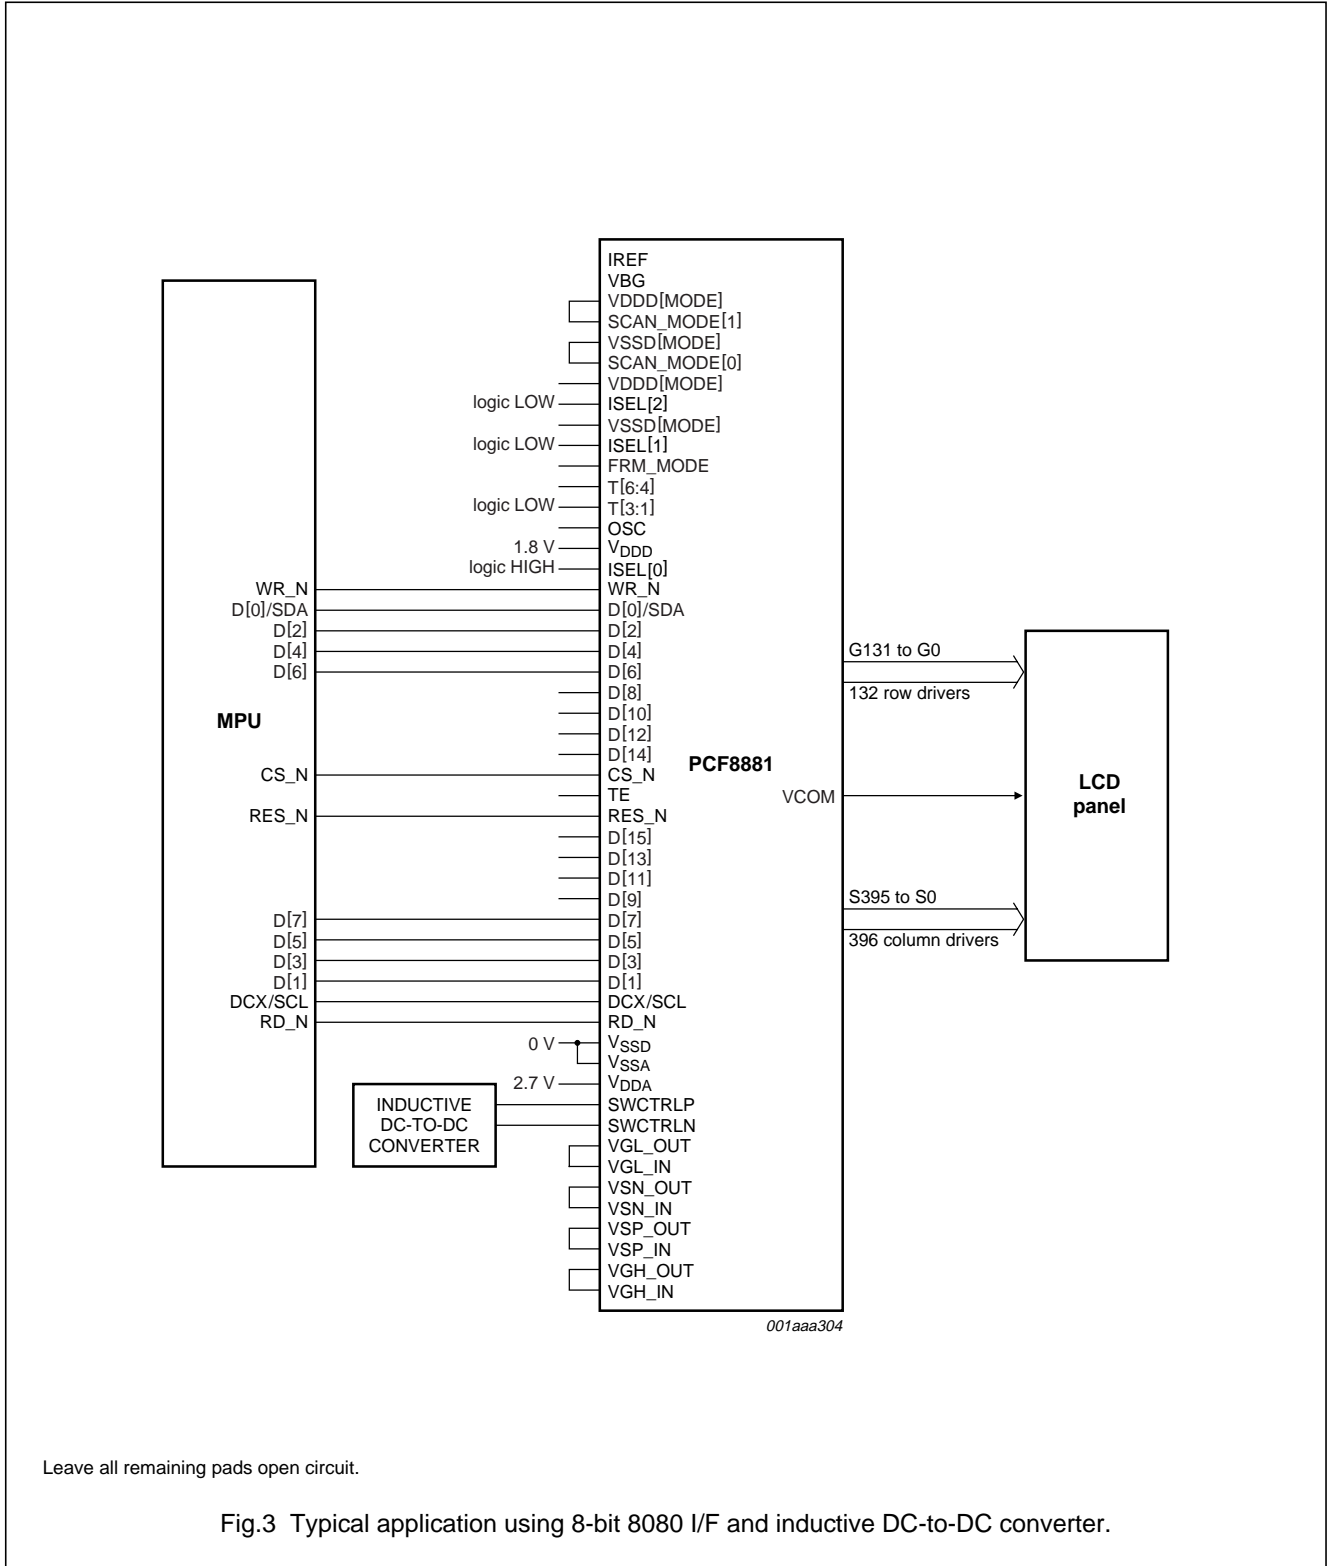 IREF
VBG
VDDD[MODE]
SCAN_MODE[1]
VSSD[MODE]
SCAN_MODE[0]
VDDD[MODE]
logic LOW ISEL[2]
VSSD[MODE]
logic LOW ISEL[1]
FRM_MODE
T[6:4]
logic LOW T[3:1]
OSC
1.8 V VDDD
logic HIGH ISEL[0]
WR_N WR_N
D[0]/SDA D[0]/SDA
D[2] D[2]
D[4] D[4]
D[6] D[6]
D[8]
D[10]
D[12]
D[14]
MPU
PCF8881
CS_N CS_N
TE
RES_N RES_N
D[15]
D[13]
D[11]
D[9]
D[7] D[7]
D[5] D[5]
D[3] D[3]
D[1] D[1]
DCX/SCL DCX/SCL
RD_N RD_N
0 V VSSD
VSSA
2.7 V VDDA
INDUCTIVE
DC-TO-DC
CONVERTER
SWCTRLP
SWCTRLN
VGL_OUT
VGL_IN
VSN_OUT
VSN_IN
VSP_OUT
VSP_IN
VGH_OUT
VGH_IN
G131 to G0
132 row drivers
VCOM
S395 to S0
396 column drivers
LCD
panel
001aaa304
Leave all remaining pads open circuit.
Fig.3 Typical application using 8-bit 8080 I/F and inductive DC-to-DC converter.